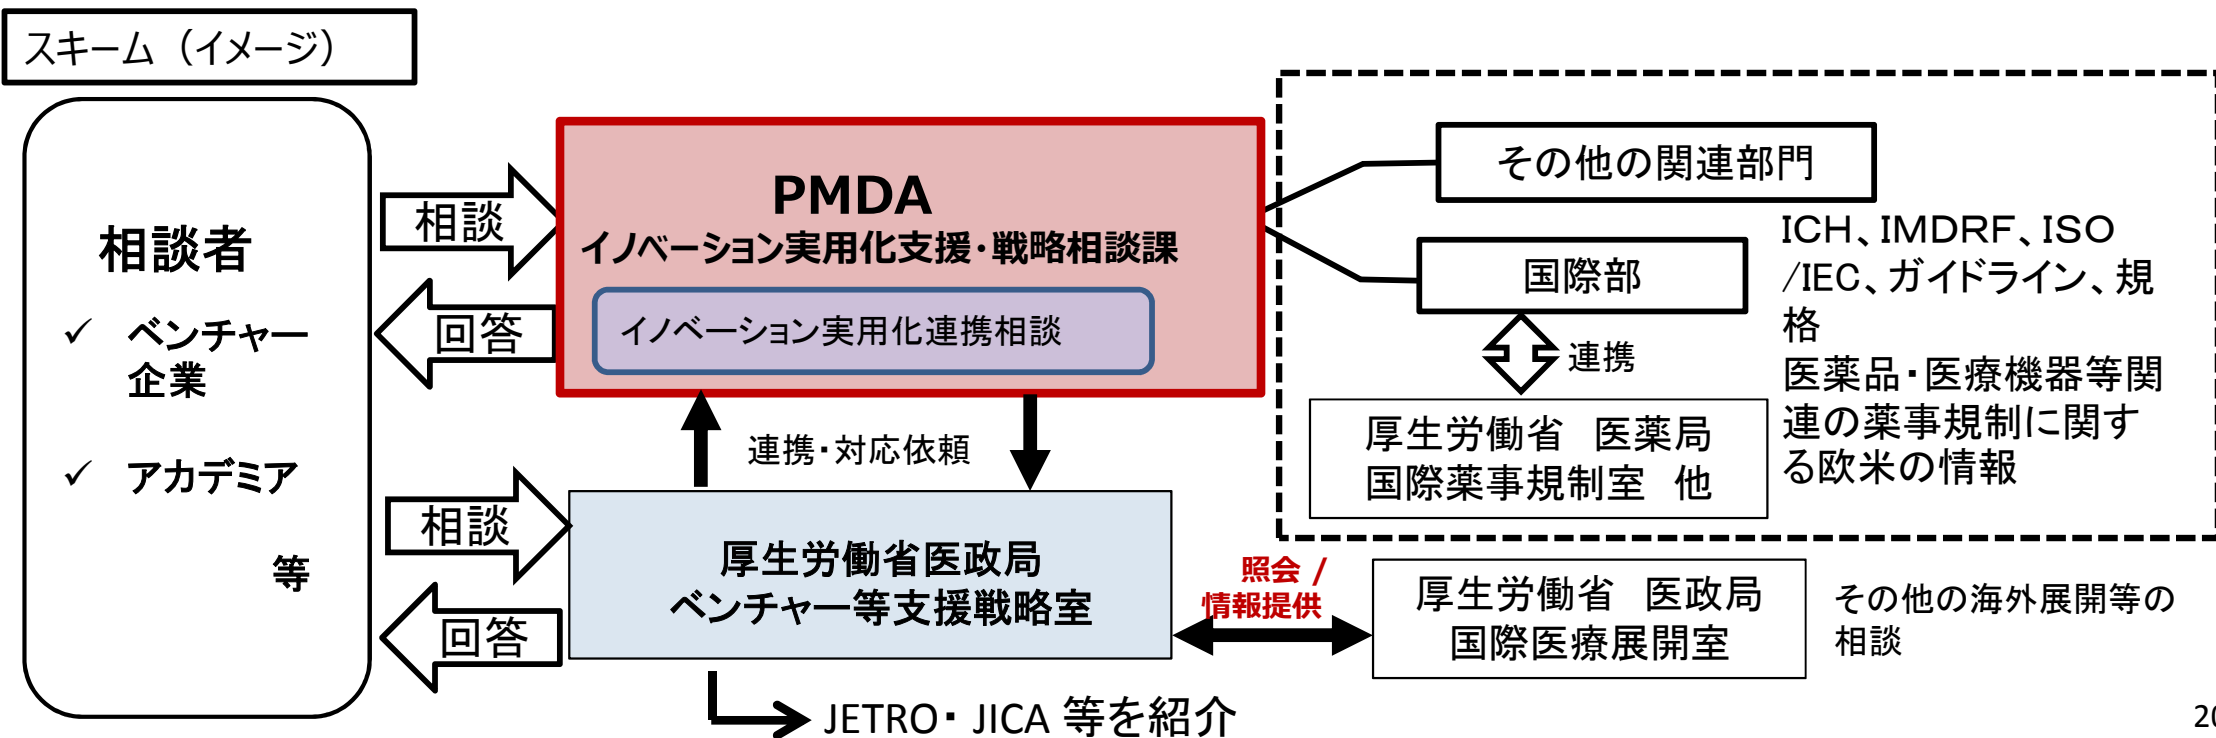 スキーム（イメージ）
相談者
✓ ベンチャー
企業
✓ アカデミア
等
相談
回答
相談
回答
PMDA
イノベーション実用化支援・戦略相談課
イノベーション実用化連携相談
連携・対応依頼
厚生労働省医政局
ベンチャー等支援戦略室
JETRO・JICA 等を紹介
その他の関連部門
国際部
連携
厚生労働省　医薬局
国際薬事規制室　他
ICH、IMDRF、ISO
/IEC、ガイドライン、規
格
医薬品・医療機器等関
連の薬事規制に関す
る欧米の情報
照会 /
情報提供
厚生労働省　医政局
国際医療展開室
その他の海外展開等の
相談